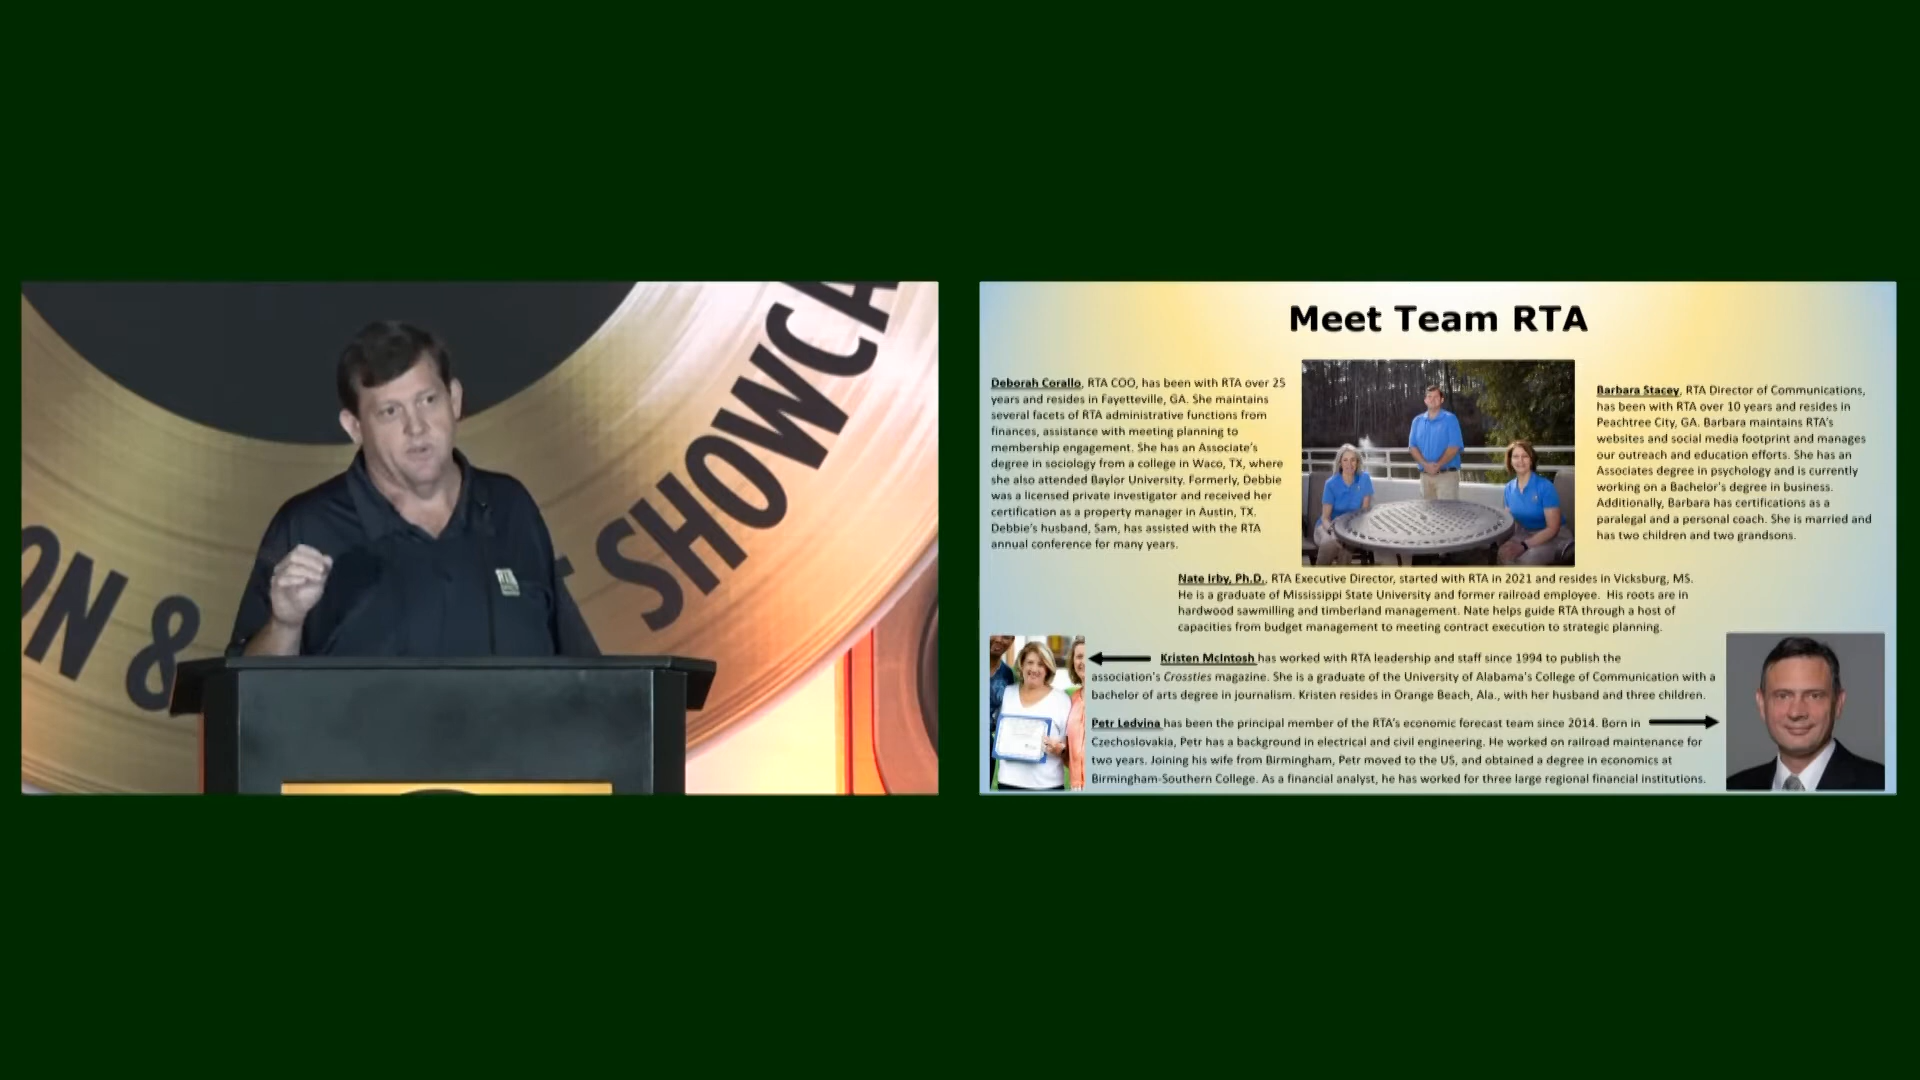 ON & T SHOWCA
RTA
Meet Team RTA
Deborah Corallo, RTA COO, has been with RTA over 25
years and resides in Fayetteville, GA. She maintains
several facets of RTA administrative functions from
finances, assistance with meeting planning to
membership engagement. She has an Associate's
degree in sociology from a college in Waco, TX, where
she also attended Baylor University. Formerly, Debbie
was a licensed private investigator and received her
certification as a property manager in Austin, TX.
Debbie's husband, Sam, has assisted with the RTA
annual conference for many years.
Barbara Stacey, RTA Director of Communications,
has been with RTA over 10 years and resides in
Peachtree City, GA. Barbara maintains RTA's
websites and social media footprint and manages
our outreach and education efforts. She has an
Associates degree in psychology and is currently
working on a Bachelor's degree in business.
Additionally, Barbara has certifications as a
paralegal and a personal coach. She is married and
has two children and two grandsons.
Nate Irby, Ph.D., RTA Executive Director, started with RTA in 2021 and resides in Vicksburg, MS.
He is a graduate of Mississippi State University and former railroad employee. His roots are in
hardwood sawmilling and timberland management. Nate helps guide RTA through a host of
capacities from budget management to meeting contract execution to strategic planning.
Kristen McIntosh has worked with RTA leadership and staff since 1994 to publish the
association's Crossties magazine. She is a graduate of the University of Alabama's College of Communication with a
bachelor of arts degree in journalism. Kristen resides in Orange Beach, Ala., with her husband and three children.
Petr Ledvina has been the principal member of the RTA's economic forecast team since 2014. Born in
Czechoslovakia, Petr has a background in electrical and civil engineering. He worked on railroad maintenance for
two years. Joining his wife from Birmingham, Petr moved to the US, and obtained a degree in economics at
Birmingham-Southern College. As a financial analyst, he has worked for three large regional financial institutions.